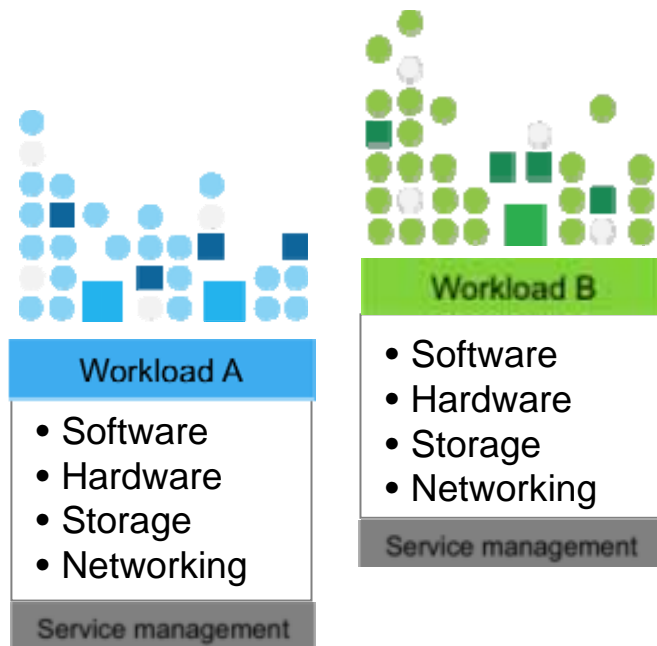 Workload A
• Software
• Hardware
• Storage
• Networking
Service management
Workload B
• Software
• Hardware
• Storage
• Networking
Service management